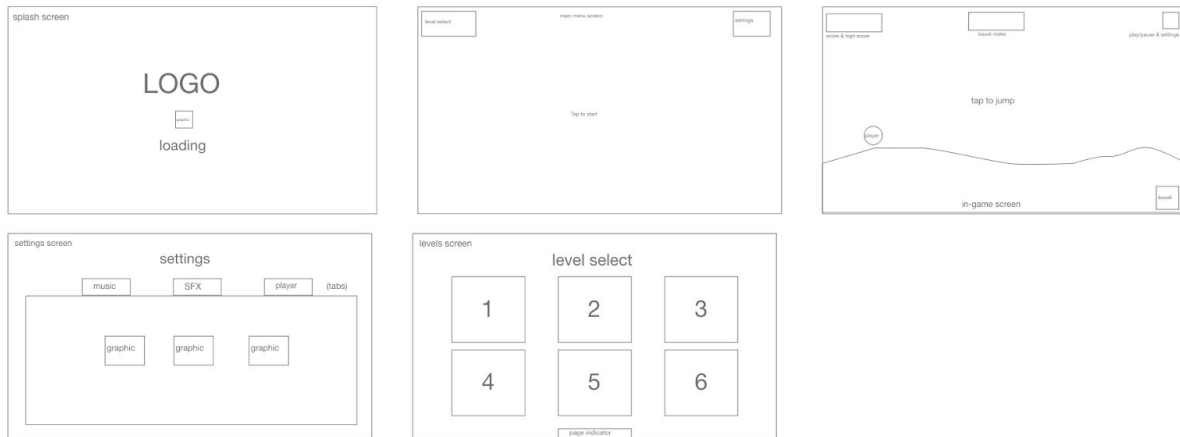 splash screen
LOGO
graphic
loading
level select
main menu screen
settings
Tap to start
score & high score
boost meter
play/pause & settings
tap to jump
player
boost
in-game screen
settings screen
settings
music
SFX
player
(tabs)
graphic
graphic
graphic
levels screen
level select
1
2
3
4
5
6
page indicator